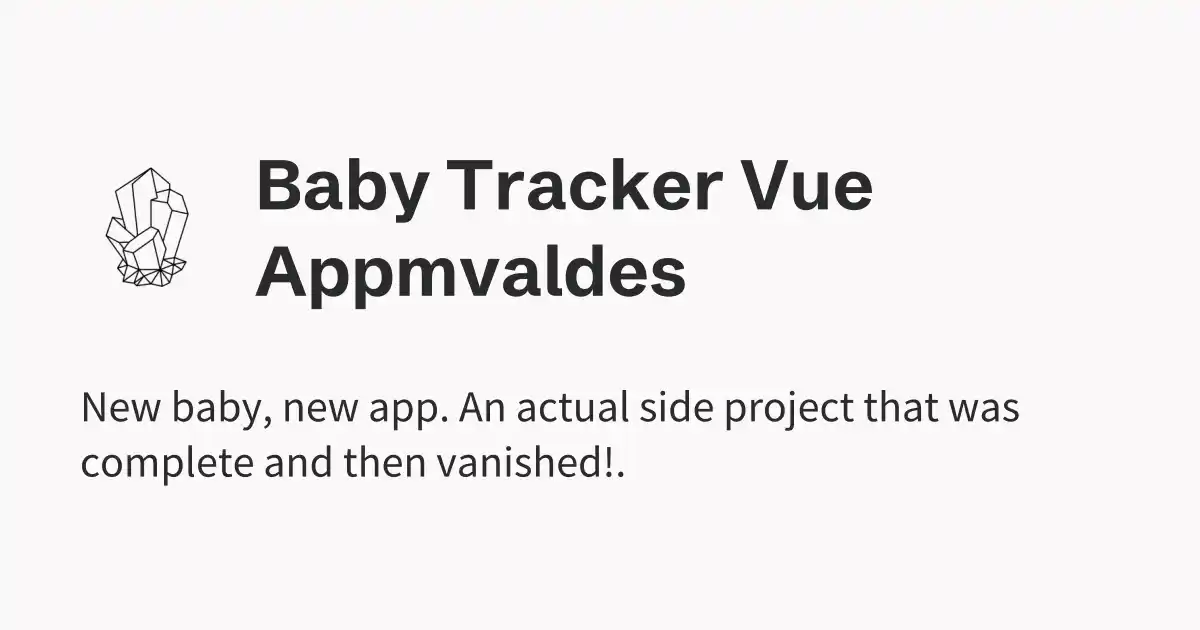 Baby Tracker Vue
Appmvaldes
New baby, new app. An actual side project that was
complete and then vanished!.